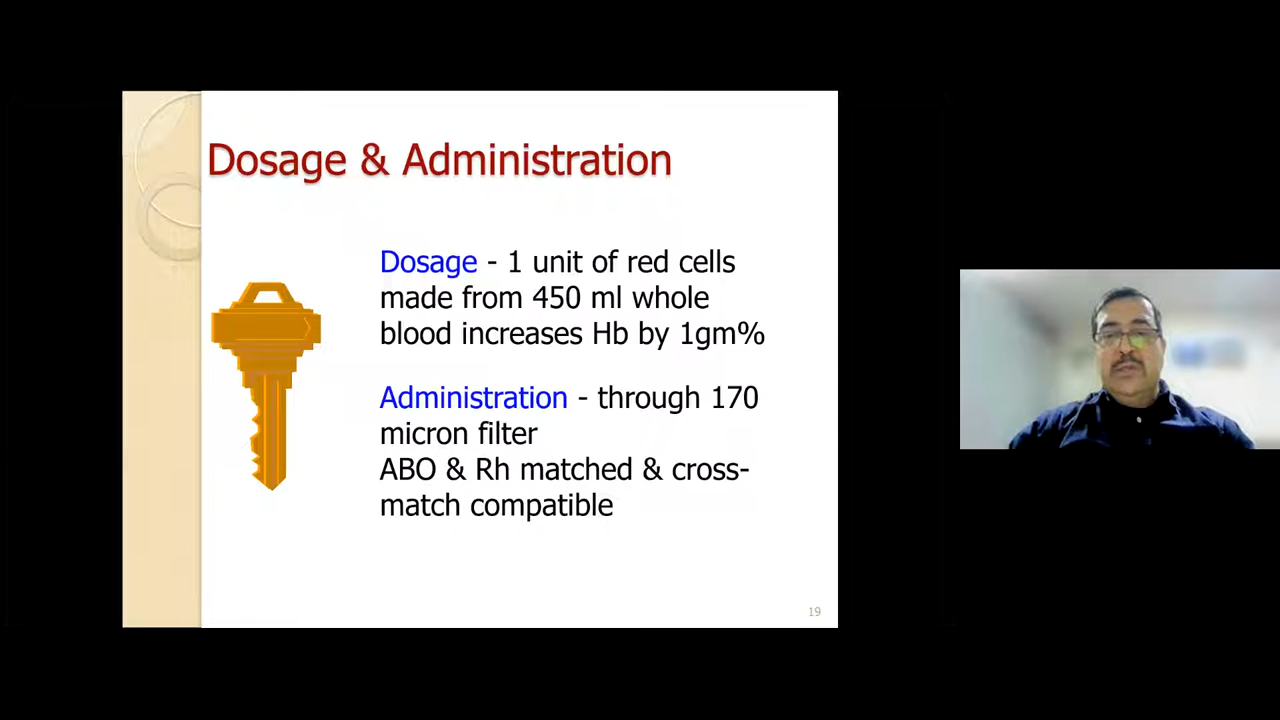 Dosage & Administration
Dosage - 1 unit of red cells
made from 450 ml whole
blood increases Hb by 1gm%
Administration - through 170
micron filter
ABO & Rh matched & cross-
match compatible
19